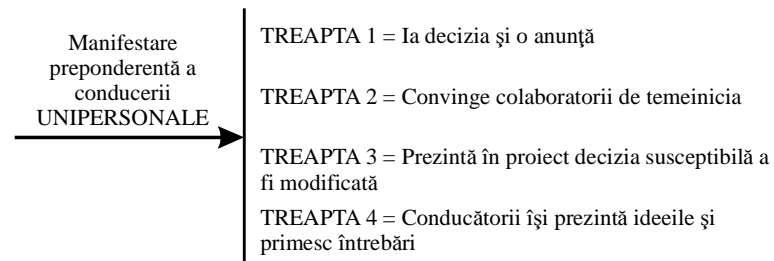 Manifestare
preponderentă a
conducerii
UNIPERSONALE
TREAPTA 1 = Ia decizia şi o anunţă
TREAPTA 2 = Convinge colaboratorii de temeinicia
TREAPTA 3 = Prezintă în proiect decizia susceptibilă a
fi modificată
TREAPTA 4 = Conducătorii îşi prezintă ideeile şi
primesc întrebări